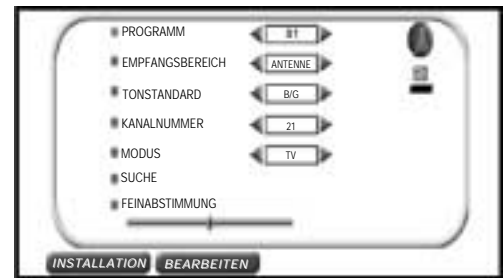 PROGRAMM
EMPFANGSBEREICH ANTENNE
TONSTANDARD B/G
KANALNUMMER 21
MODUS TV
SUCHE
FEINABSTIMMUNG
INSTALLATION BEARBEITEN